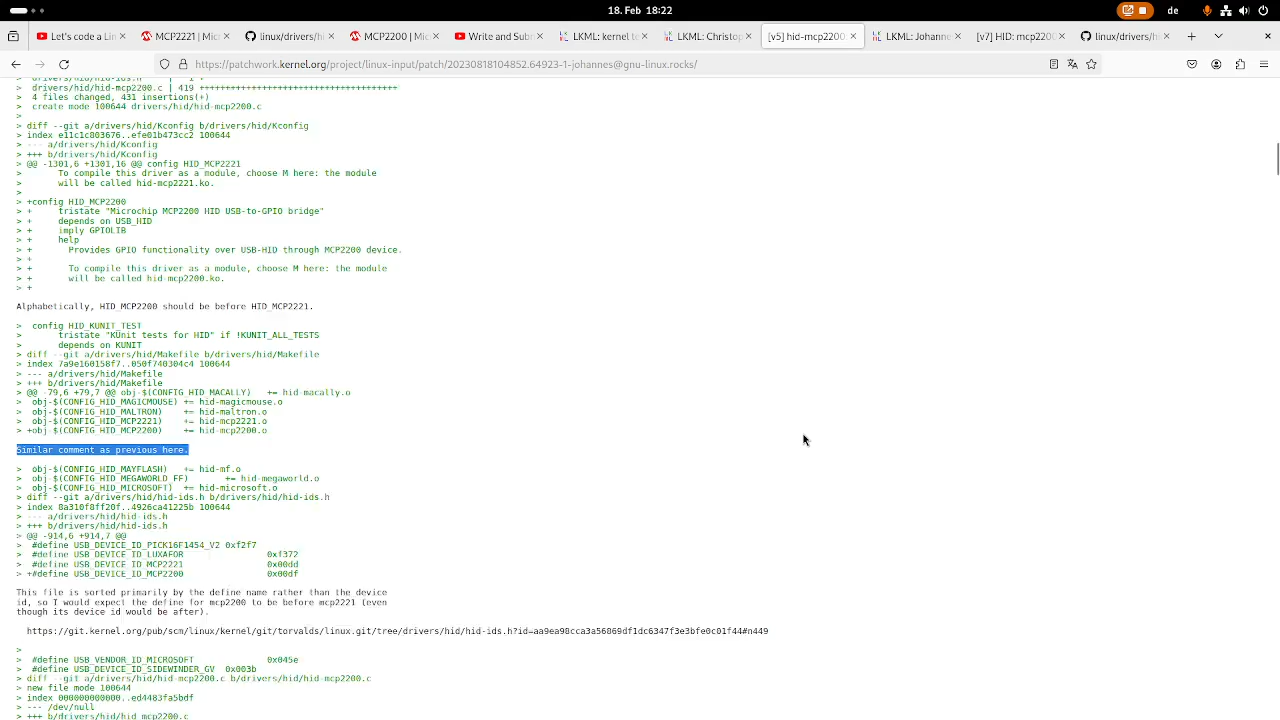 18. Feb 18:22
de
Let's code a Lin
MCP2221 | Micr
linux/drivers/hi
MCP2200 | Mic
Write and Subm
LKML: kernel te
LKML: Christop
[v5] hid-mcp2200
LKML: Johanne
[v7] HID: mcp220
linux/drivers/hi
https://patchwork.kernel.org/project/linux-input/patch/20230818104852.64923-1-johannes@gnu-linux.rocks/
> drivers/hid/hid-ids.h | 1 +
> drivers/hid/hid-mcp2200.c | 419 ++++++++++++++++++++++++++++++++++++++
> 4 files changed, 431 insertions(+)
> create mode 100644 drivers/hid/hid-mcp2200.c
>
> diff --git a/drivers/hid/Kconfig b/drivers/hid/Kconfig
> index e11c1c803676..efe01b473cc2 100644
> --- a/drivers/hid/Kconfig
> +++ b/drivers/hid/Kconfig
> @@ -1301,6 +1301,16 @@ config HID_MCP2221
> To compile this driver as a module, choose M here: the module
> will be called hid-mcp2221.ko.
>
> +config HID_MCP2200
> + tristate "Microchip MCP2200 HID USB-to-GPIO bridge"
> + depends on USB_HID
> + imply GPIOLIB
> + help
> + Provides GPIO functionality over USB-HID through MCP2200 device.
> +
> + To compile this driver as a module, choose M here: the module
> + will be called hid-mcp2200.ko.
> +
Alphabetically, HID_MCP2200 should be before HID_MCP2221.
> config HID_KUNIT_TEST
> tristate "KUnit tests for HID" if !KUNIT_ALL_TESTS
> depends on KUNIT
> diff --git a/drivers/hid/Makefile b/drivers/hid/Makefile
> index 7a9e160158f7..050f740304c4 100644
> --- a/drivers/hid/Makefile
> +++ b/drivers/hid/Makefile
> @@ -79,6 +79,7 @@ obj-$(CONFIG_HID_MACALLY) += hid-macally.o
> obj-$(CONFIG_HID_MAGICMOUSE) += hid-magicmouse.o
> obj-$(CONFIG_HID_MALTRON) += hid-maltron.o
> obj-$(CONFIG_HID_MCP2221) += hid-mcp2221.o
> +obj-$(CONFIG_HID_MCP2200) += hid-mcp2200.o
Similar comment as previous here.
> obj-$(CONFIG_HID_MAYFLASH) += hid-mf.o
> obj-$(CONFIG_HID_MEGAWORLD_FF) += hid-megaworld.o
> obj-$(CONFIG_HID_MICROSOFT) += hid-microsoft.o
> diff --git a/drivers/hid/hid-ids.h b/drivers/hid/hid-ids.h
> index 8a310f8ff20f..4926ca41225b 100644
> --- a/drivers/hid/hid-ids.h
> +++ b/drivers/hid/hid-ids.h
> @@ -914,6 +914,7 @@
> #define USB_DEVICE_ID_PICK16F1454_V2 0xf2f7
> #define USB_DEVICE_ID_LUXAFOR 0xf372
> #define USB_DEVICE_ID_MCP2221 0x00dd
> +#define USB_DEVICE_ID_MCP2200 0x00df
This file is sorted primarily by the define name rather than the device
id, so I would expect the define for mcp2200 to be before mcp2221 (even
though its device id would be after).
https://git.kernel.org/pub/scm/linux/kernel/git/torvalds/linux.git/tree/drivers/hid/hid-ids.h?id=aa9ea98cca3a56869df1dc6347f3e3bfe0c01f44#n449
>
> #define USB_VENDOR_ID_MICROSOFT 0x045e
> #define USB_DEVICE_ID_SIDEWINDER_GV 0x003b
> diff --git a/drivers/hid/hid-mcp2200.c b/drivers/hid/hid-mcp2200.c
> new file mode 100644
> index 000000000000..ed4483fa5bdf
> --- /dev/null
> +++ b/drivers/hid/hid-mcp2200.c